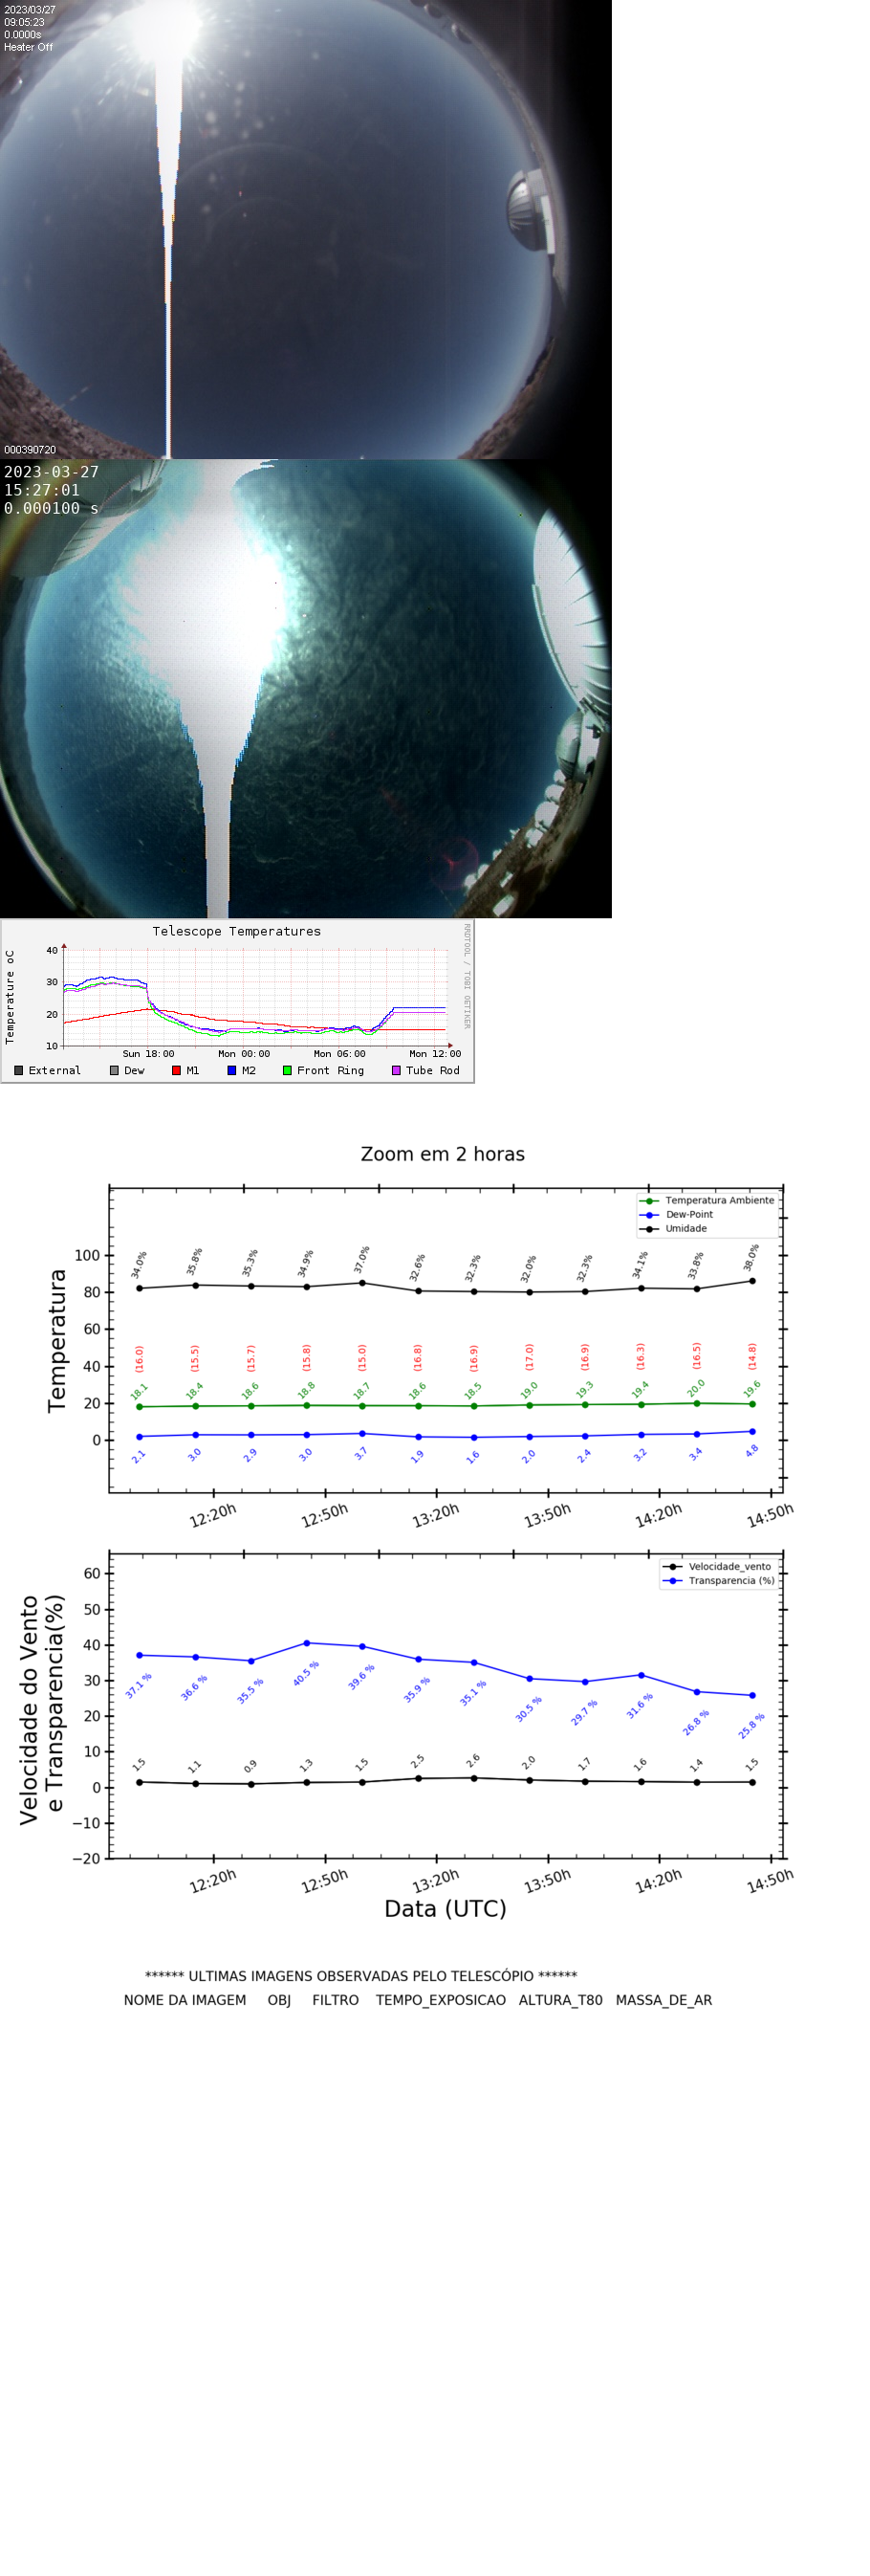 2023/03/27
09:05:23
0.0000s
Heater Off
000390720
2023-03-27
15:27:01
0.000100 s
Telescope Temperatures
RRDTOOL / TOBI OETIKER
Temperature oC
40
30
20
10
Sun 18:00 Mon 00:00 Mon 06:00 Mon 12:00
External Dew M1 M2 Front Ring Tube Rod
Zoom em 2 horas
Temperatura Ambiente
Dew-Point
Umidade
Temperatura
100
80
60
40
20
0
34.0% 35.8% 35.3% 34.9% 37.0% 32.6% 32.3% 32.0% 32.3% 34.1% 33.8% 38.0%
(16.0) (15.5) (15.7) (15.8) (15.0) (16.8) (16.9) (17.0) (16.9) (16.3) (16.5) (14.8)
18.1 18.4 18.6 18.8 18.7 18.6 18.5 19.0 19.3 19.4 20.0 19.6
2.1 3.0 2.9 3.0 3.7 1.9 1.6 2.0 2.4 3.2 3.4 4.8
12:20h 12:50h 13:20h 13:50h 14:20h 14:50h
Velocidade_vento
Transparencia (%)
Velocidade do Vento
e Transparencia(%)
60
50
40
30
20
10
0
−10
−20
37.1 % 36.6 % 35.5 % 40.5 % 39.6 % 35.9 % 35.1 % 30.5 % 29.7 % 31.6 % 26.8 % 25.8 %
1.5 1.1 0.9 1.3 1.5 2.5 2.6 2.0 1.7 1.6 1.4 1.5
12:20h 12:50h 13:20h 13:50h 14:20h 14:50h
Data (UTC)
****** ULTIMAS IMAGENS OBSERVADAS PELO TELESCÓPIO ******
NOME DA IMAGEM OBJ FILTRO TEMPO_EXPOSICAO ALTURA_T80 MASSA_DE_AR